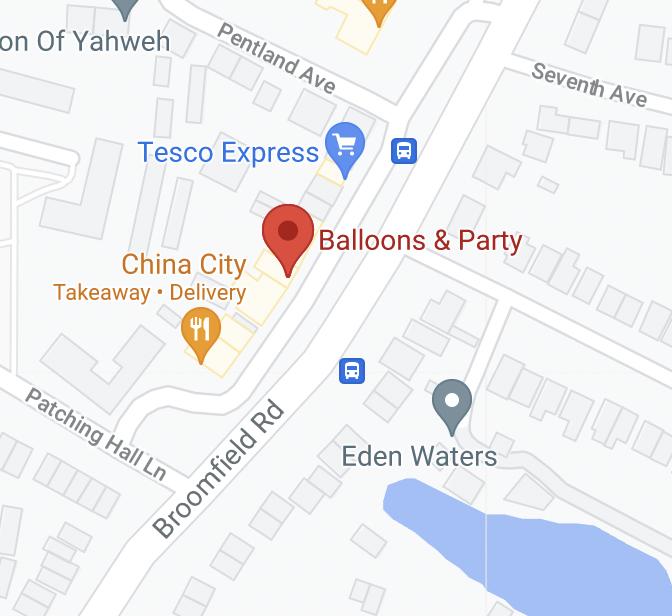 on Of Yahweh
Pentland Ave
Seventh Ave
Tesco Express
Balloons & Party
China City
Takeaway • Delivery
Patching Hall Ln
Broomfield Rd
Eden Waters